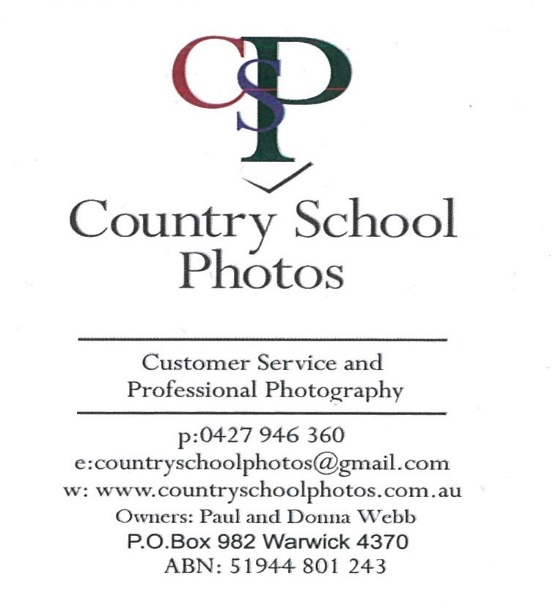 CSP
Country School
Photos
Customer Service and
Professional Photography
p:0427 946 360
e:countryschoolphotos@gmail.com
w: www.countryschoolphotos.com.au
Owners: Paul and Donna Webb
P.O.Box 982 Warwick 4370
ABN: 51944 801 243